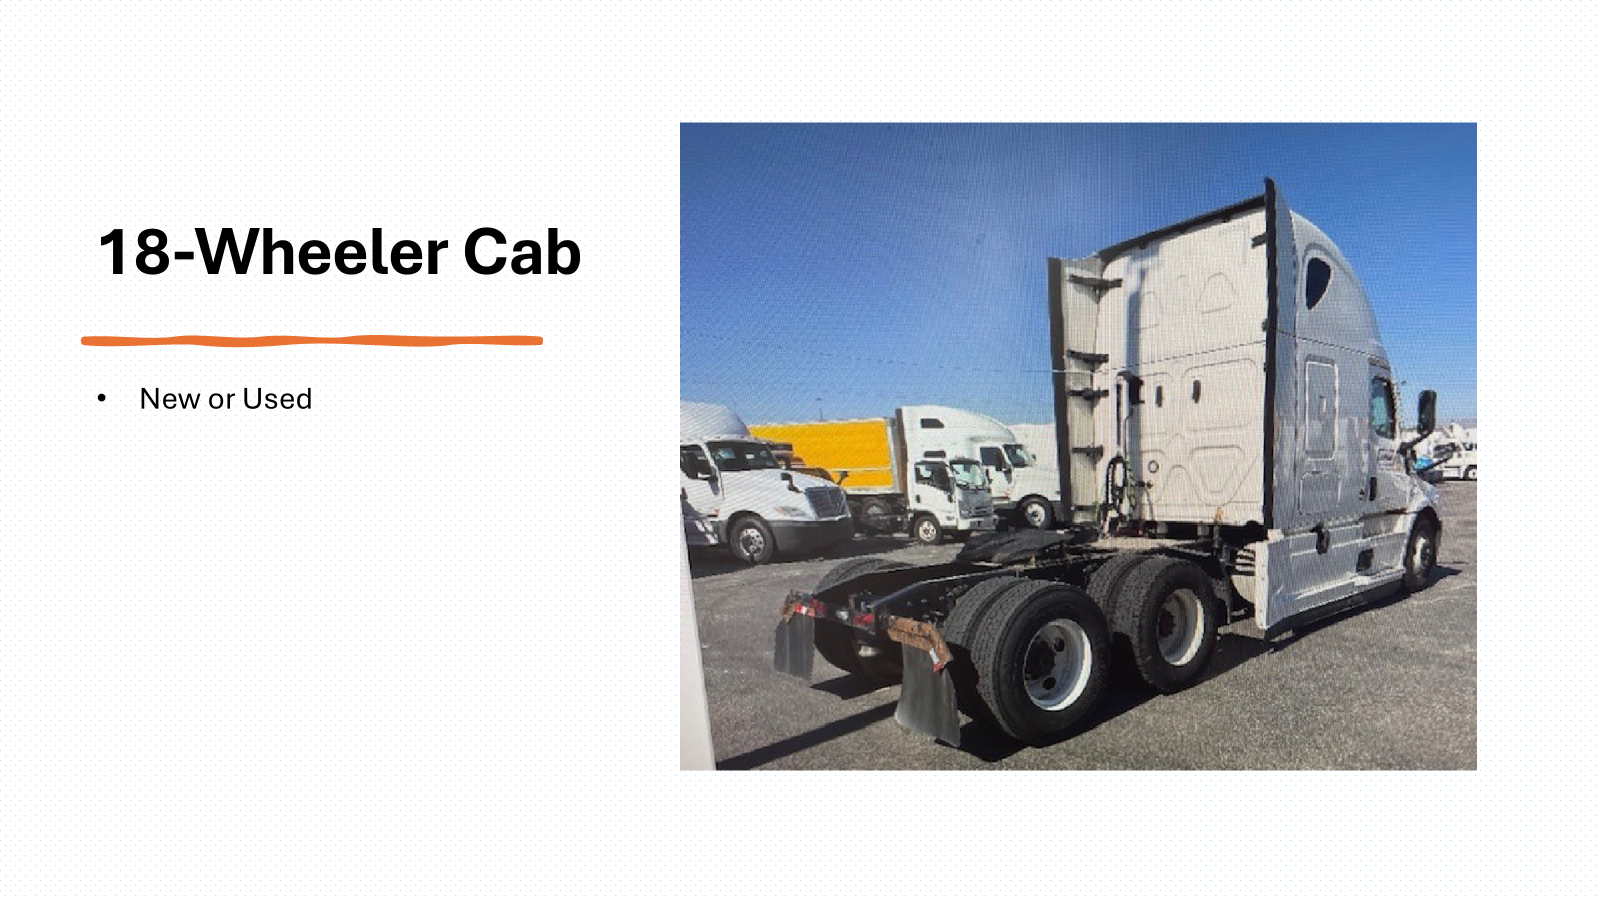 18-Wheeler Cab
• New or Used